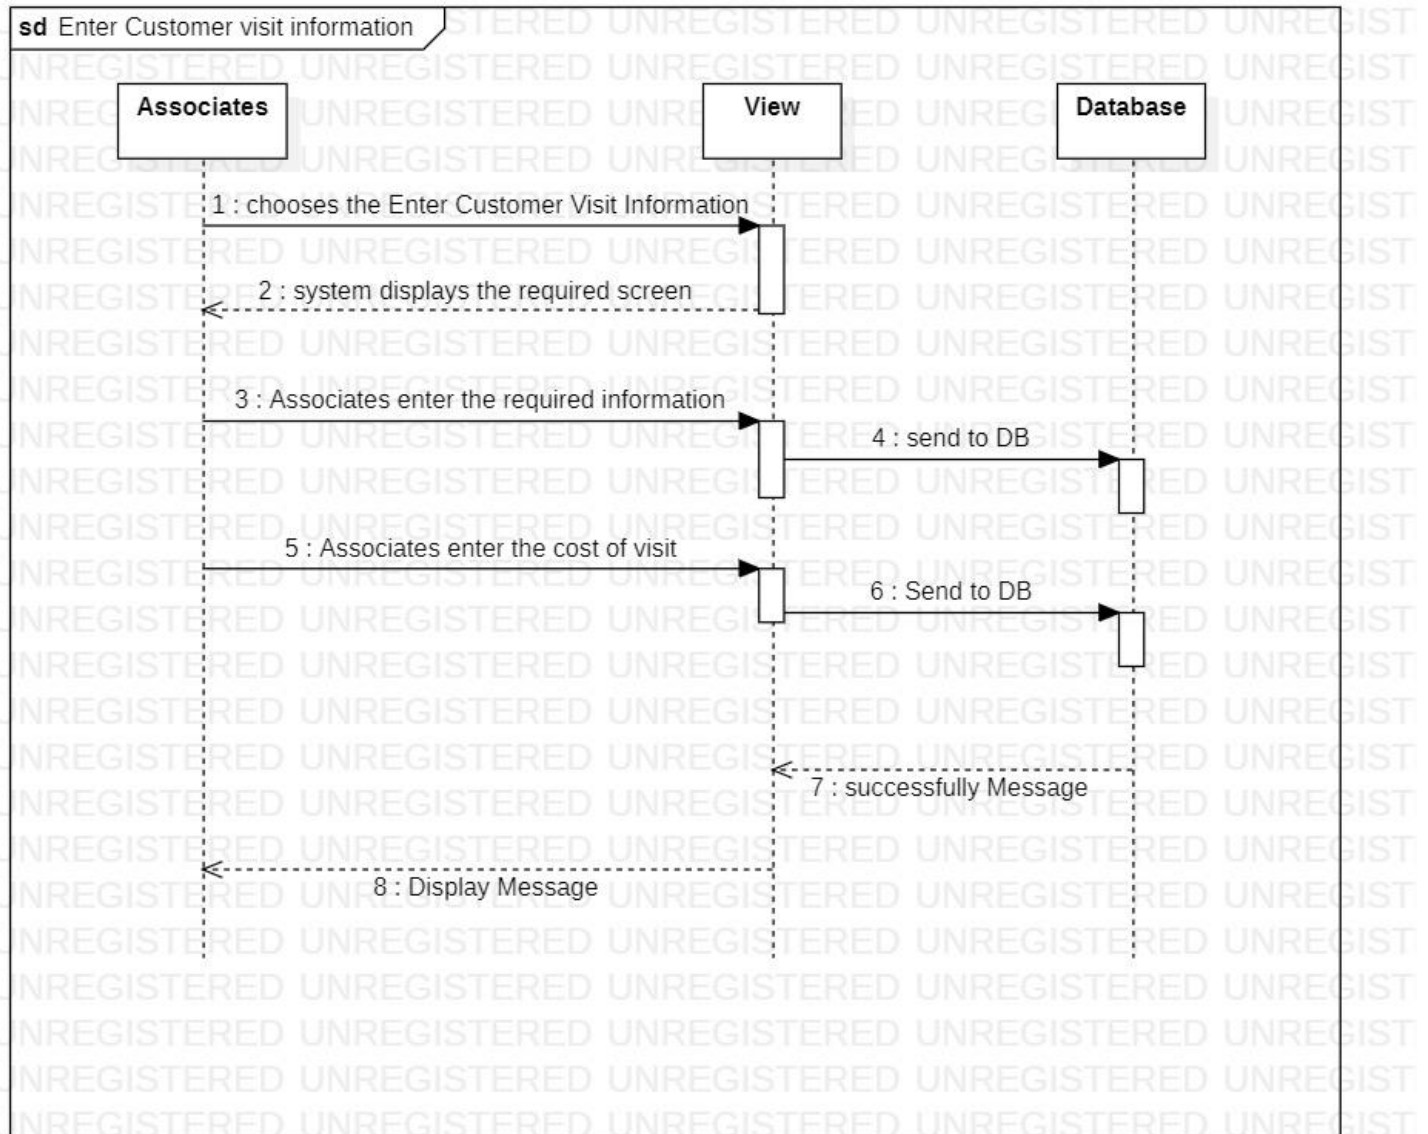 sd Enter Customer visit information
Associates
View
Database
1 : chooses the Enter Customer Visit Information
2 : system displays the required screen
3 : Associates enter the required information
4 : send to DB
5 : Associates enter the cost of visit
6 : Send to DB
7 : successfully Message
8 : Display Message
UNREGISTERED